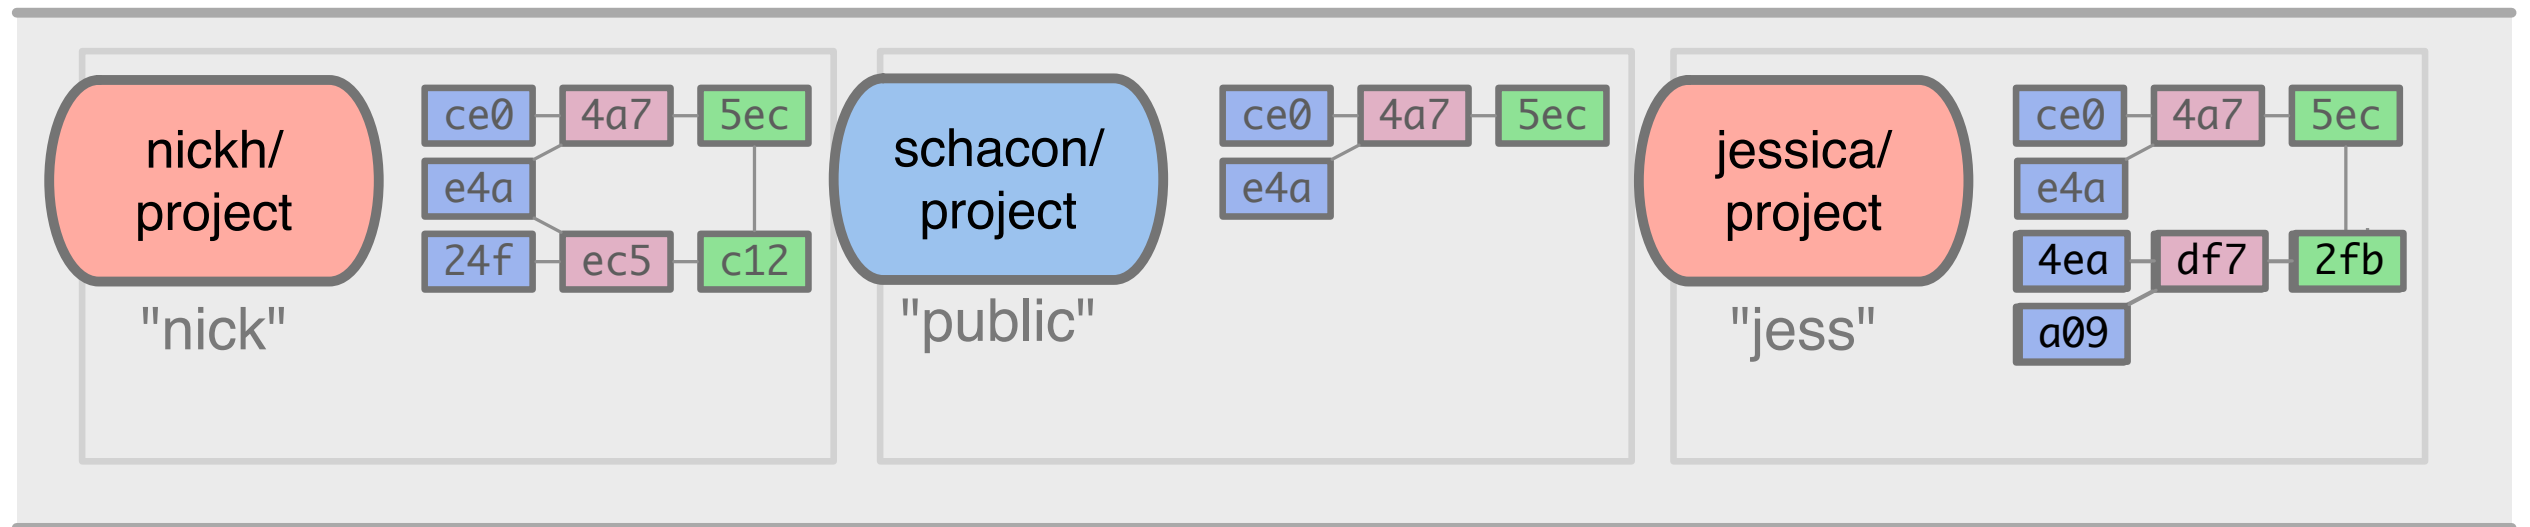 nickh/
project
"nick"
ce0 4a7 5ec
e4a
24f ec5 c12
schacon/
project
"public"
ce0 4a7 5ec
e4a
jessica/
project
"jess"
ce0 4a7 5ec
e4a
4ea df7 2fb
a09